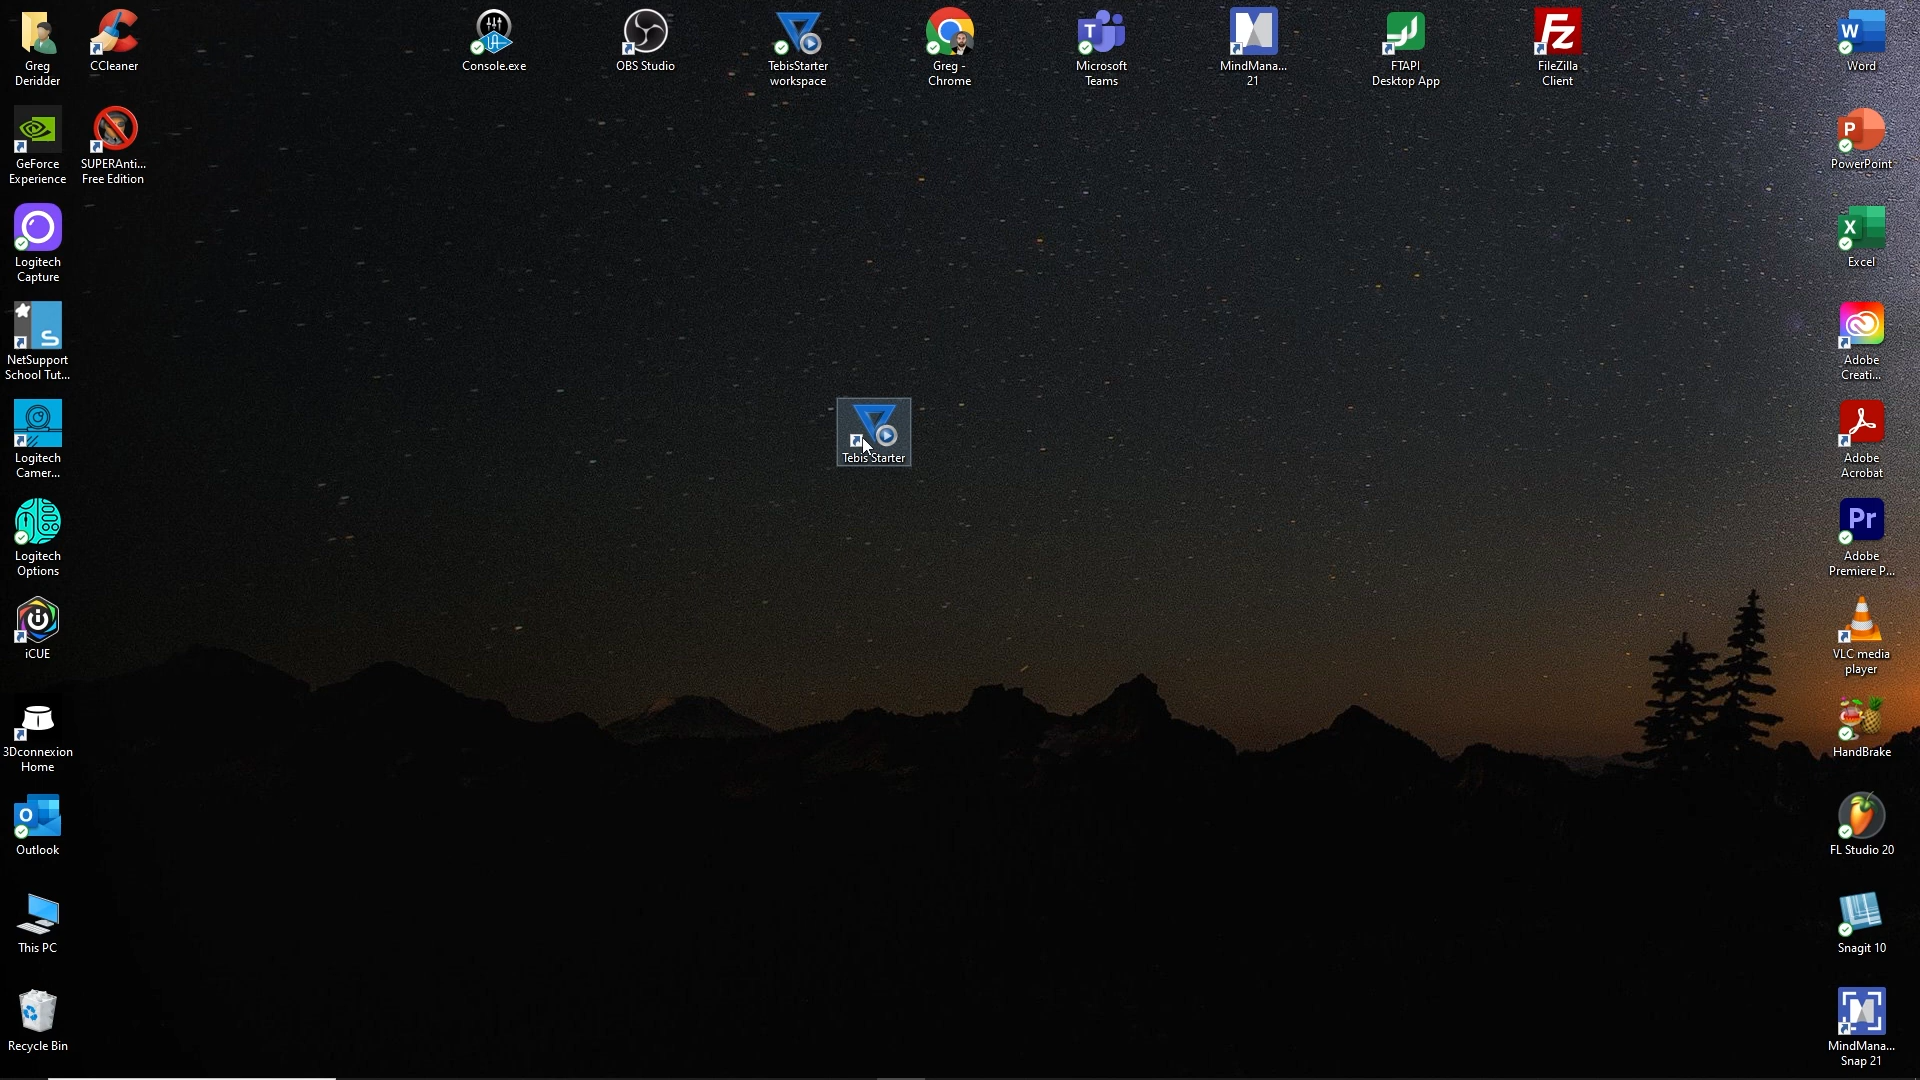 Greg
Deridder
CCleaner
Console.exe
OBS Studio
TebisStarter
workspace
Greg -
Chrome
T
Microsoft
Teams
MindMana...
21
FTAPI
Desktop App
Fz
FileZilla
Client
W
Word
GeForce
Experience
SUPERAnti...
Free Edition
P
PowerPoint
Logitech
Capture
X
Excel
S
NetSupport
School Tut...
Adobe
Creati...
Logitech
Camer...
Tebis Starter
Adobe
Acrobat
Logitech
Options
Pr
Adobe
Premiere P...
iCUE
VLC media
player
3Dconnexion
Home
HandBrake
O
Outlook
FL Studio 20
This PC
Snagit 10
Recycle Bin
MindMana...
Snap 21